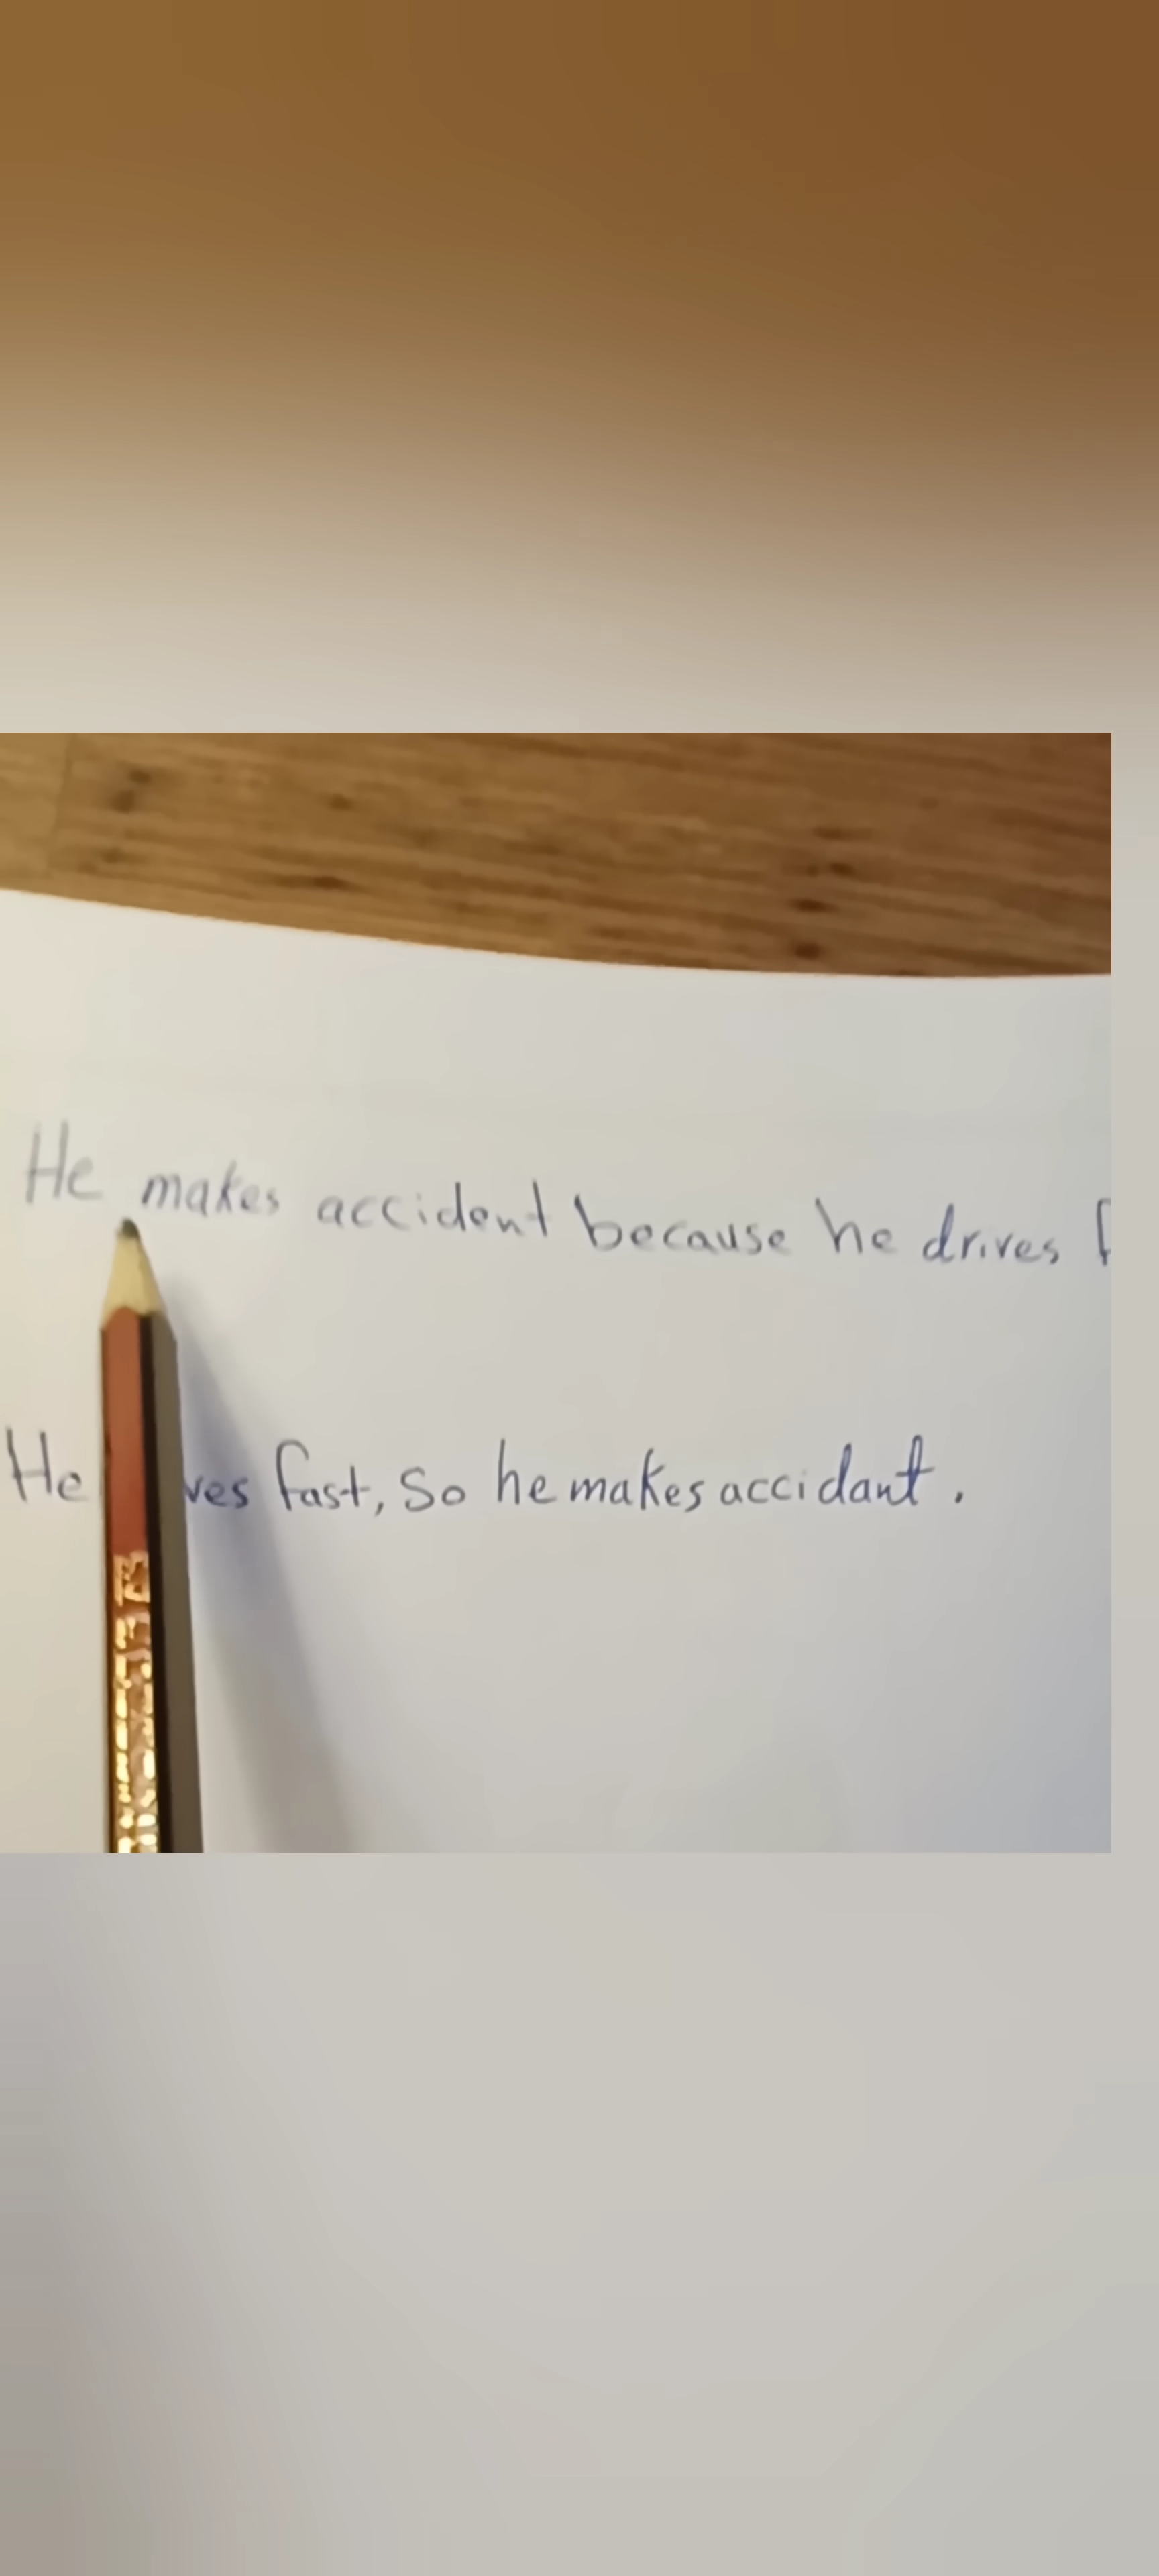 He makes accident because he drives
He fast, So he makes accidant.